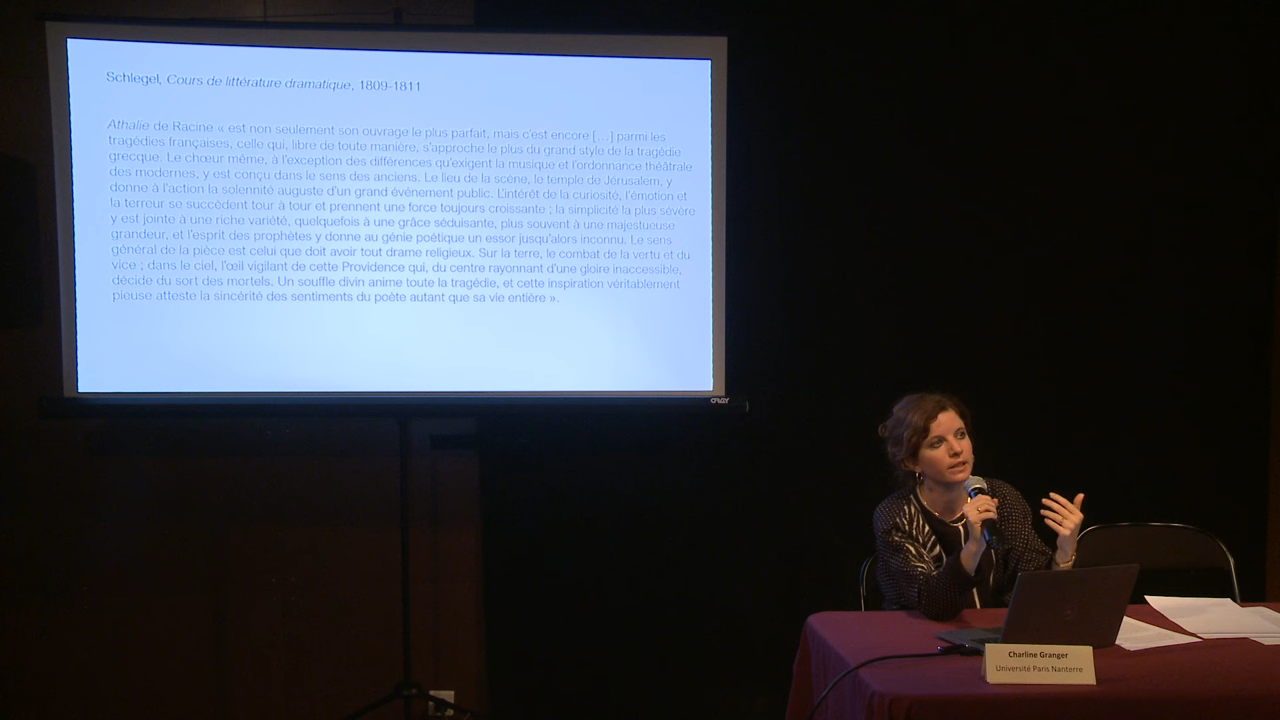 Schlegel, Cours de littérature dramatique, 1809-1811
Athalie de Racine « est non seulement son ouvrage le plus parfait, mais c'est encore […] parmi les
tragédies françaises, celle qui, libre de toute manière, s'approche le plus du grand style de la tragédie
grecque. Le chœur même, à l'exception des différences qu'exigent la musique et l'ordonnance théâtrale
des modernes, y est conçu dans le sens des anciens. Le lieu de la scène, le temple de Jérusalem, y
donne à l'action la solennité auguste d'un grand événement public. L'intérêt de la curiosité, l'émotion et
la terreur se succèdent tour à tour et prennent une force toujours croissante ; la simplicité la plus sévère
y est jointe à une riche variété, quelquefois à une grâce séduisante, plus souvent à une majestueuse
grandeur, et l'esprit des prophètes y donne au génie poétique un essor jusqu'alors inconnu. Le sens
général de la pièce est celui que doit avoir tout drame religieux. Sur la terre, le combat de la vertu et du
vice ; dans le ciel, l'œil vigilant de cette Providence qui, du centre rayonnant d'une gloire inaccessible,
décide du sort des mortels. Un souffle divin anime toute la tragédie, et cette inspiration véritablement
pieuse atteste la sincérité des sentiments du poète autant que sa vie entière ».
oray
Charline Granger
Université Paris Nanterre